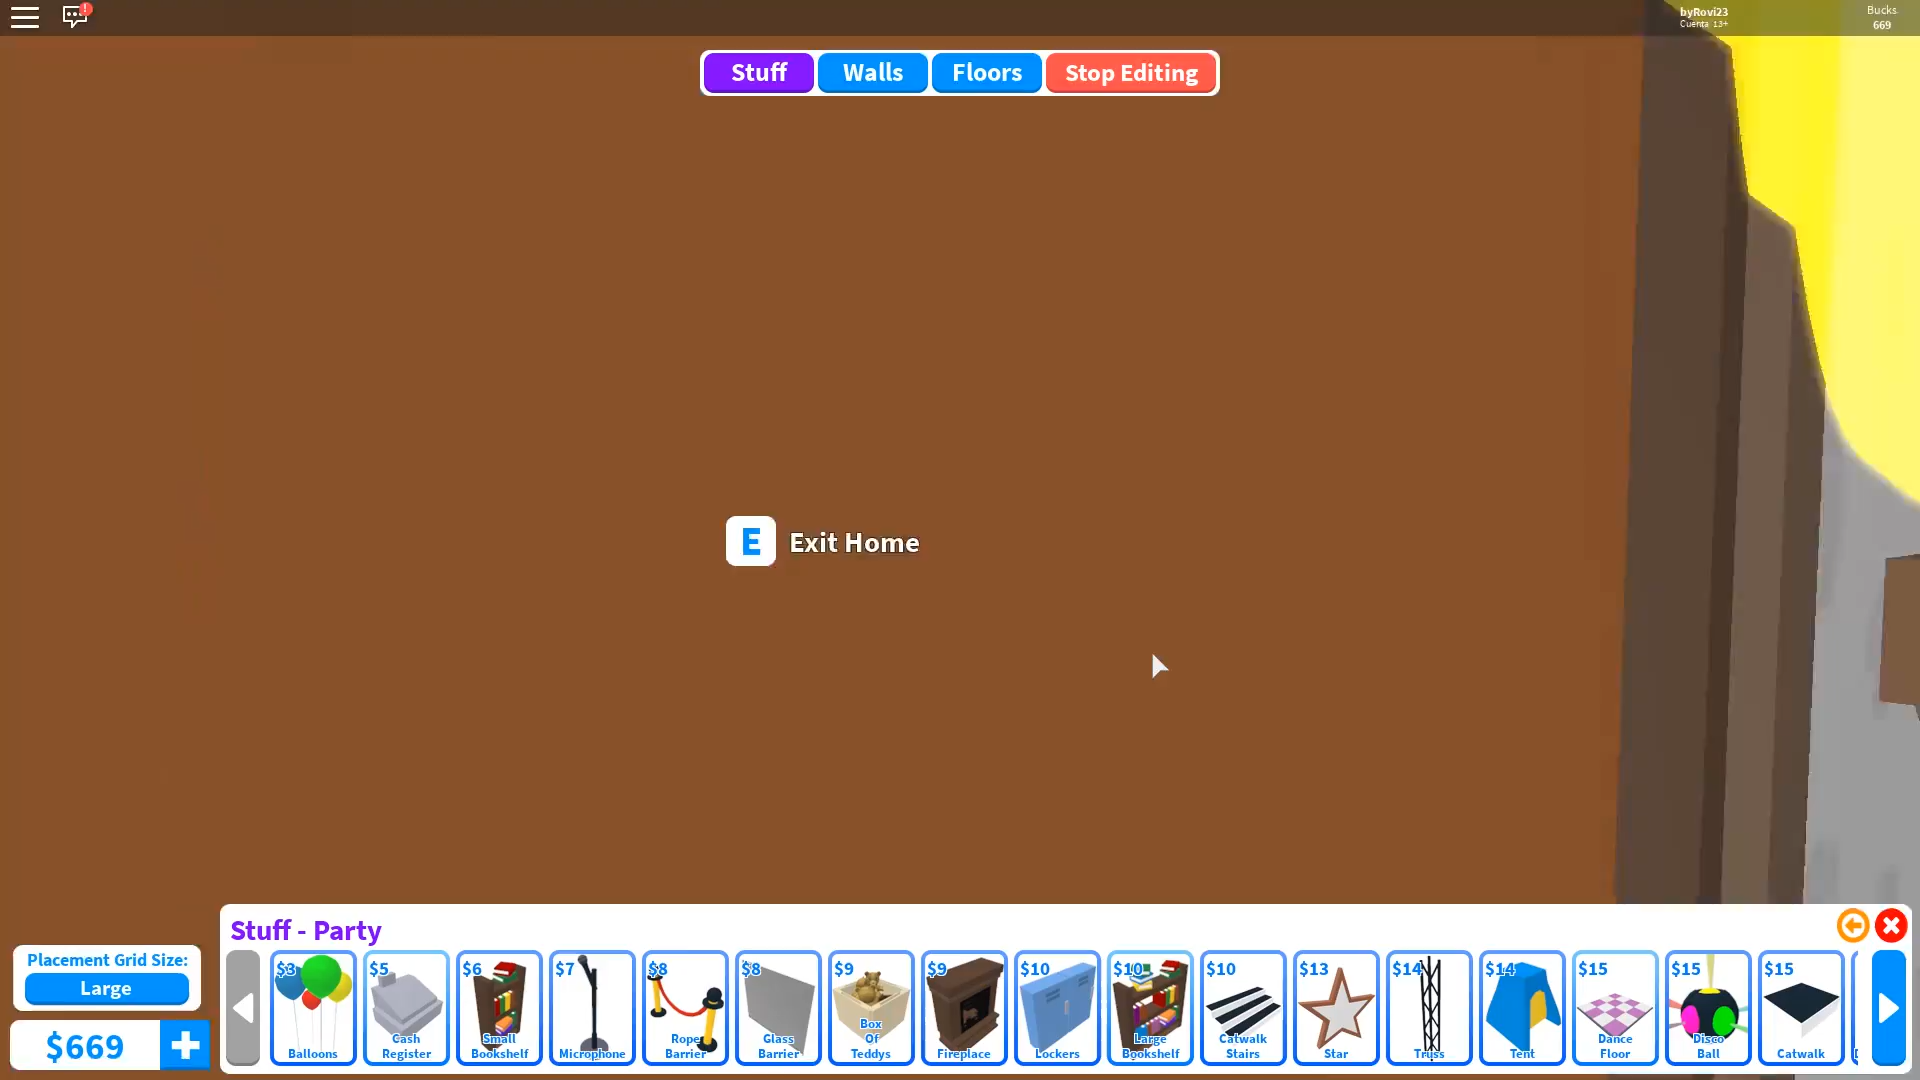 byRovi23
Cuenta 13+
Bucks
669
Stuff
Walls
Floors
Stop Editing
E
Exit Home
Stuff - Party
Placement Grid Size:
Large
$669
$3
Balloons
$5
Cash
Register
$6
Small
Bookshelf
$7
Microphone
$8
Rope
Barrier
$8
Glass
Barrier
$9
Box
Of
Teddys
$9
Fireplace
$10
Lockers
$10
Large
Bookshelf
$10
Catwalk
Stairs
$13
Star
$14
Truss
$14
Tent
$15
Dance
Floor
$15
Disco
Ball
$15
Catwalk